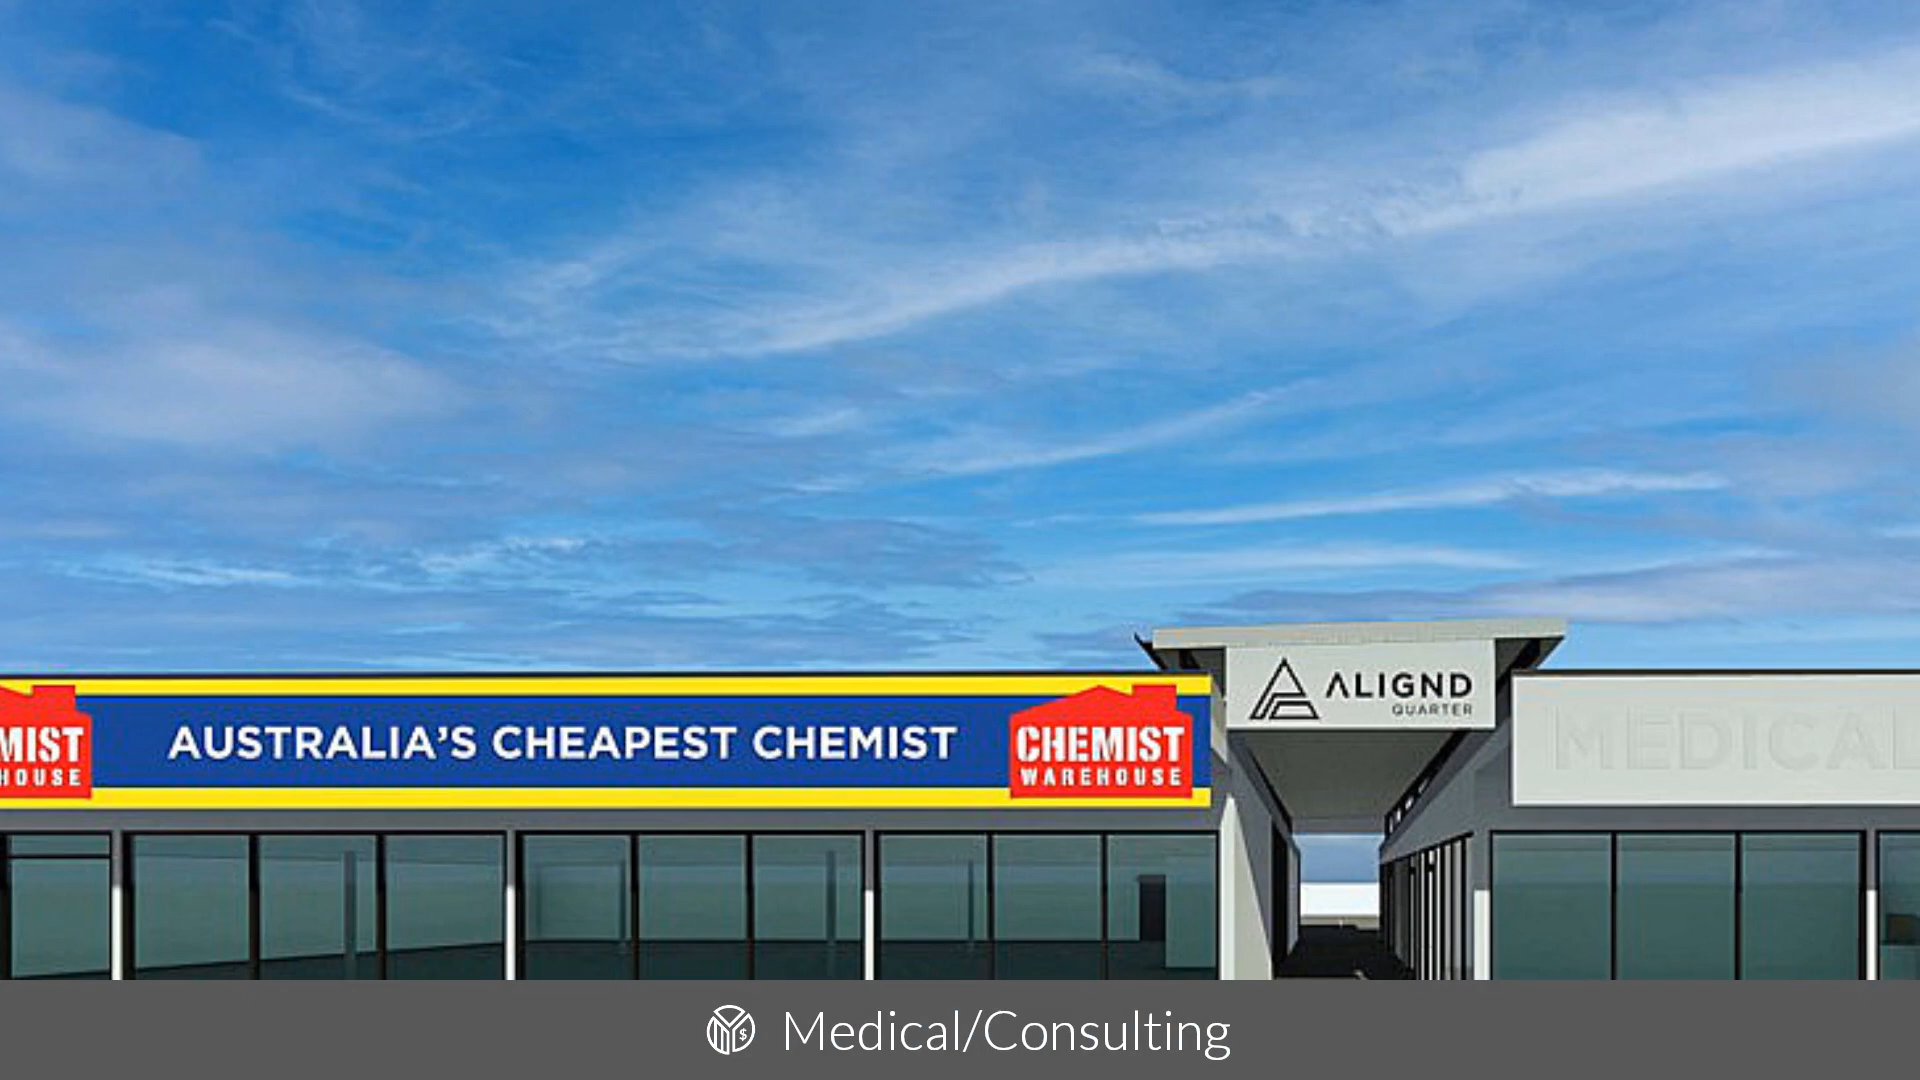 MIST
HOUSE
AUSTRALIA'S CHEAPEST CHEMIST
CHEMIST
WAREHOUSE
ALIGND
QUARTER
MEDICAL
Medical/Consulting